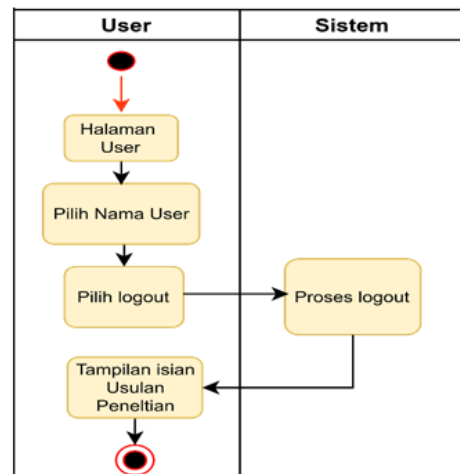 User
Sistem
Halaman
User
Pilih Nama User
Pilih logout
Proses logout
Tampilan isian
Usulan
Peneltian